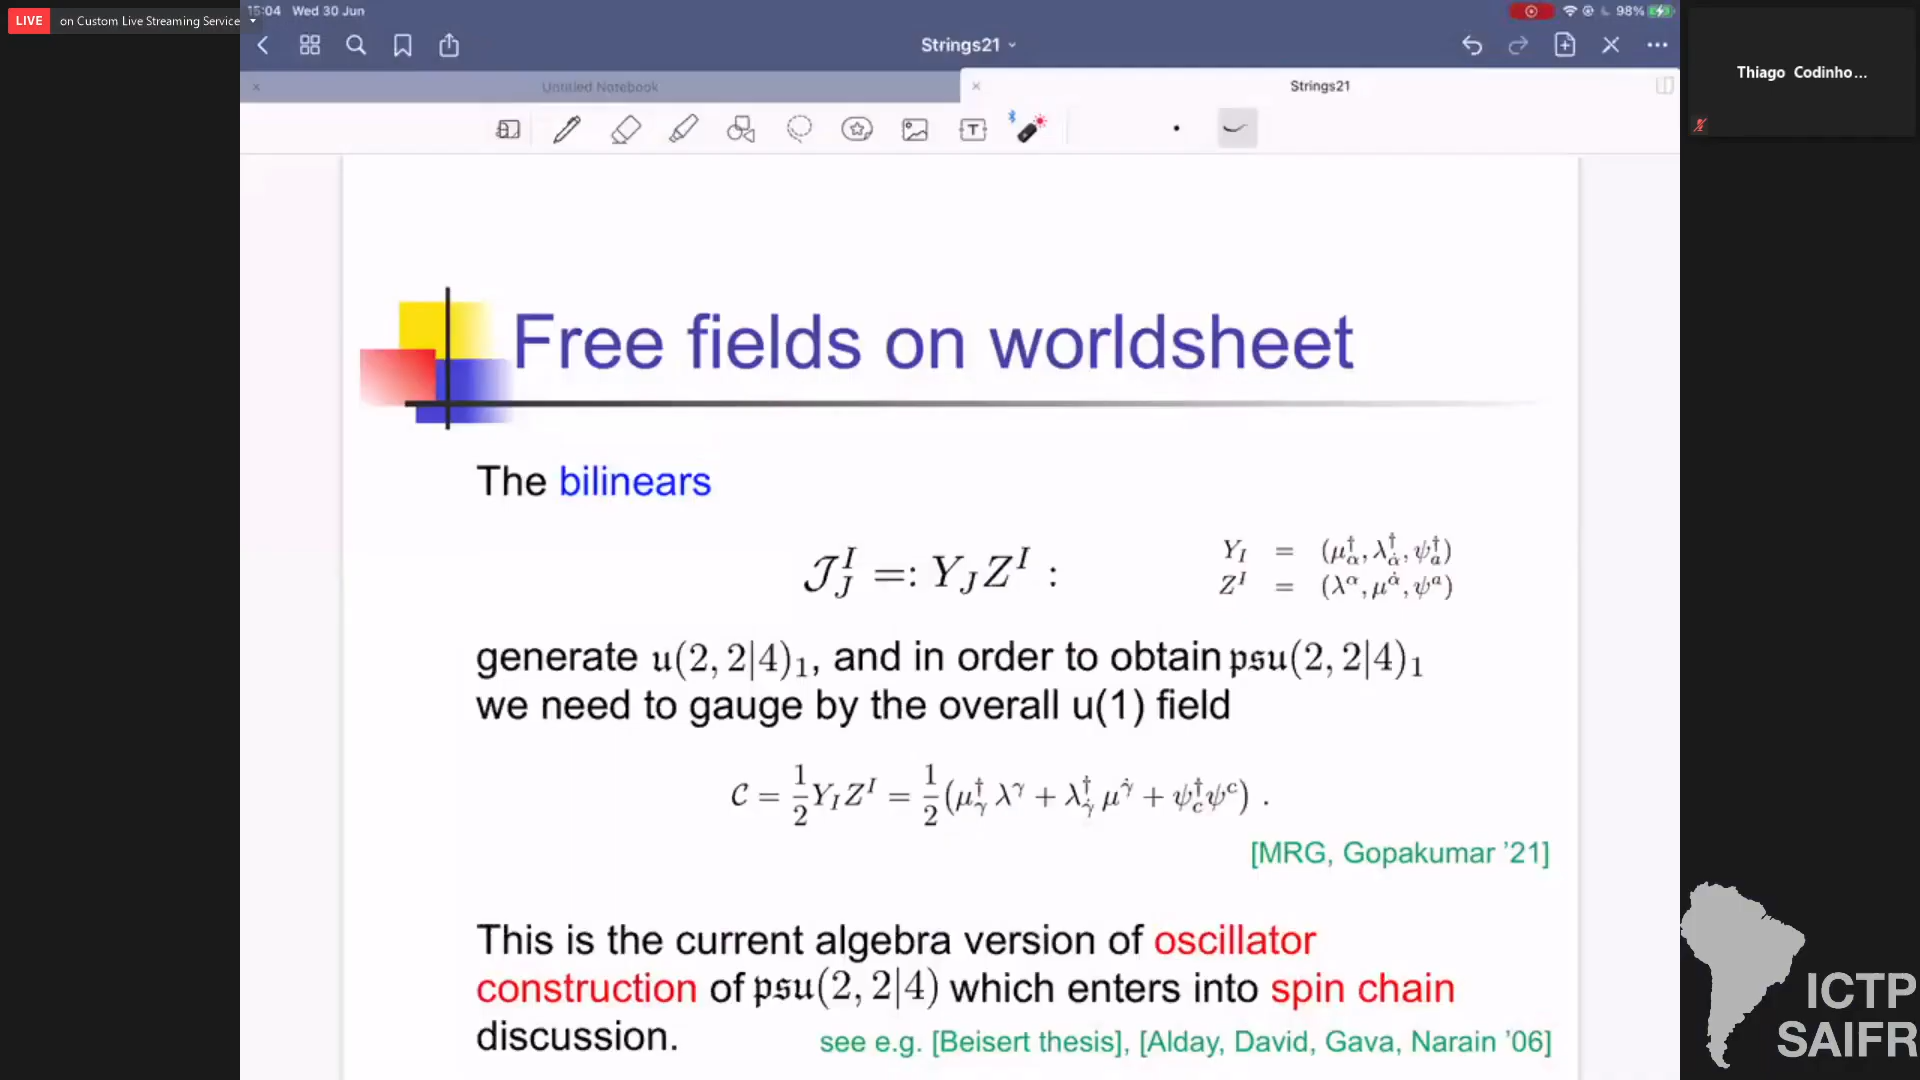 LIVE on Custom Live Streaming Service
15:04 Wed 30 Jun
98%
Strings21
Thiago Codinho...
Untitled Notebook
Strings21
Free fields on worldsheet
The bilinears
𝒥^I_J =: Y_J Z^I :
Y_I = (μ^†_α, λ^†_α̇, ψ^†_a)
Z^I = (λ^α, μ^α̇, ψ^a)
generate 𝔲(2, 2|4)₁, and in order to obtain 𝔭𝔰𝔲(2, 2|4)₁
we need to gauge by the overall u(1) field
𝒞 = 1/2 Y_I Z^I = 1/2 (μ^†_γ λ^γ + λ^†_γ̇ μ^γ̇ + ψ^†_c ψ^c) .
[MRG, Gopakumar ’21]
This is the current algebra version of oscillator
construction of 𝔭𝔰𝔲(2, 2|4) which enters into spin chain
discussion.
see e.g. [Beisert thesis], [Alday, David, Gava, Narain ’06]
ICTP
SAIFR